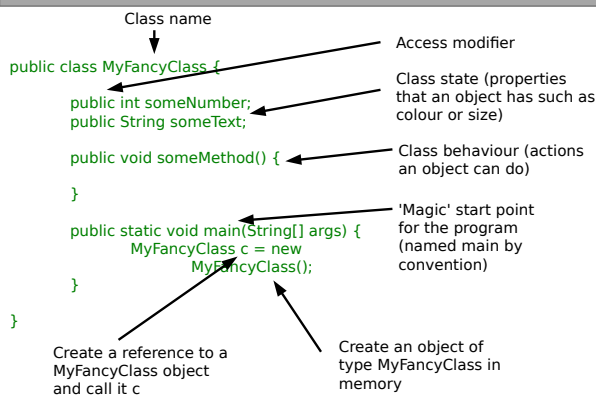 Class name
public class MyFancyClass {
Access modifier
public int someNumber;
public String someText;
Class state (properties
that an object has such as
colour or size)
public void someMethod() {
}
Class behaviour (actions
an object can do)
public static void main(String[] args) {
MyFancyClass c = new
MyFancyClass();
}
'Magic' start point
for the program
(named main by
convention)
}
Create a reference to a
MyFancyClass object
and call it c
Create an object of
type MyFancyClass in
memory